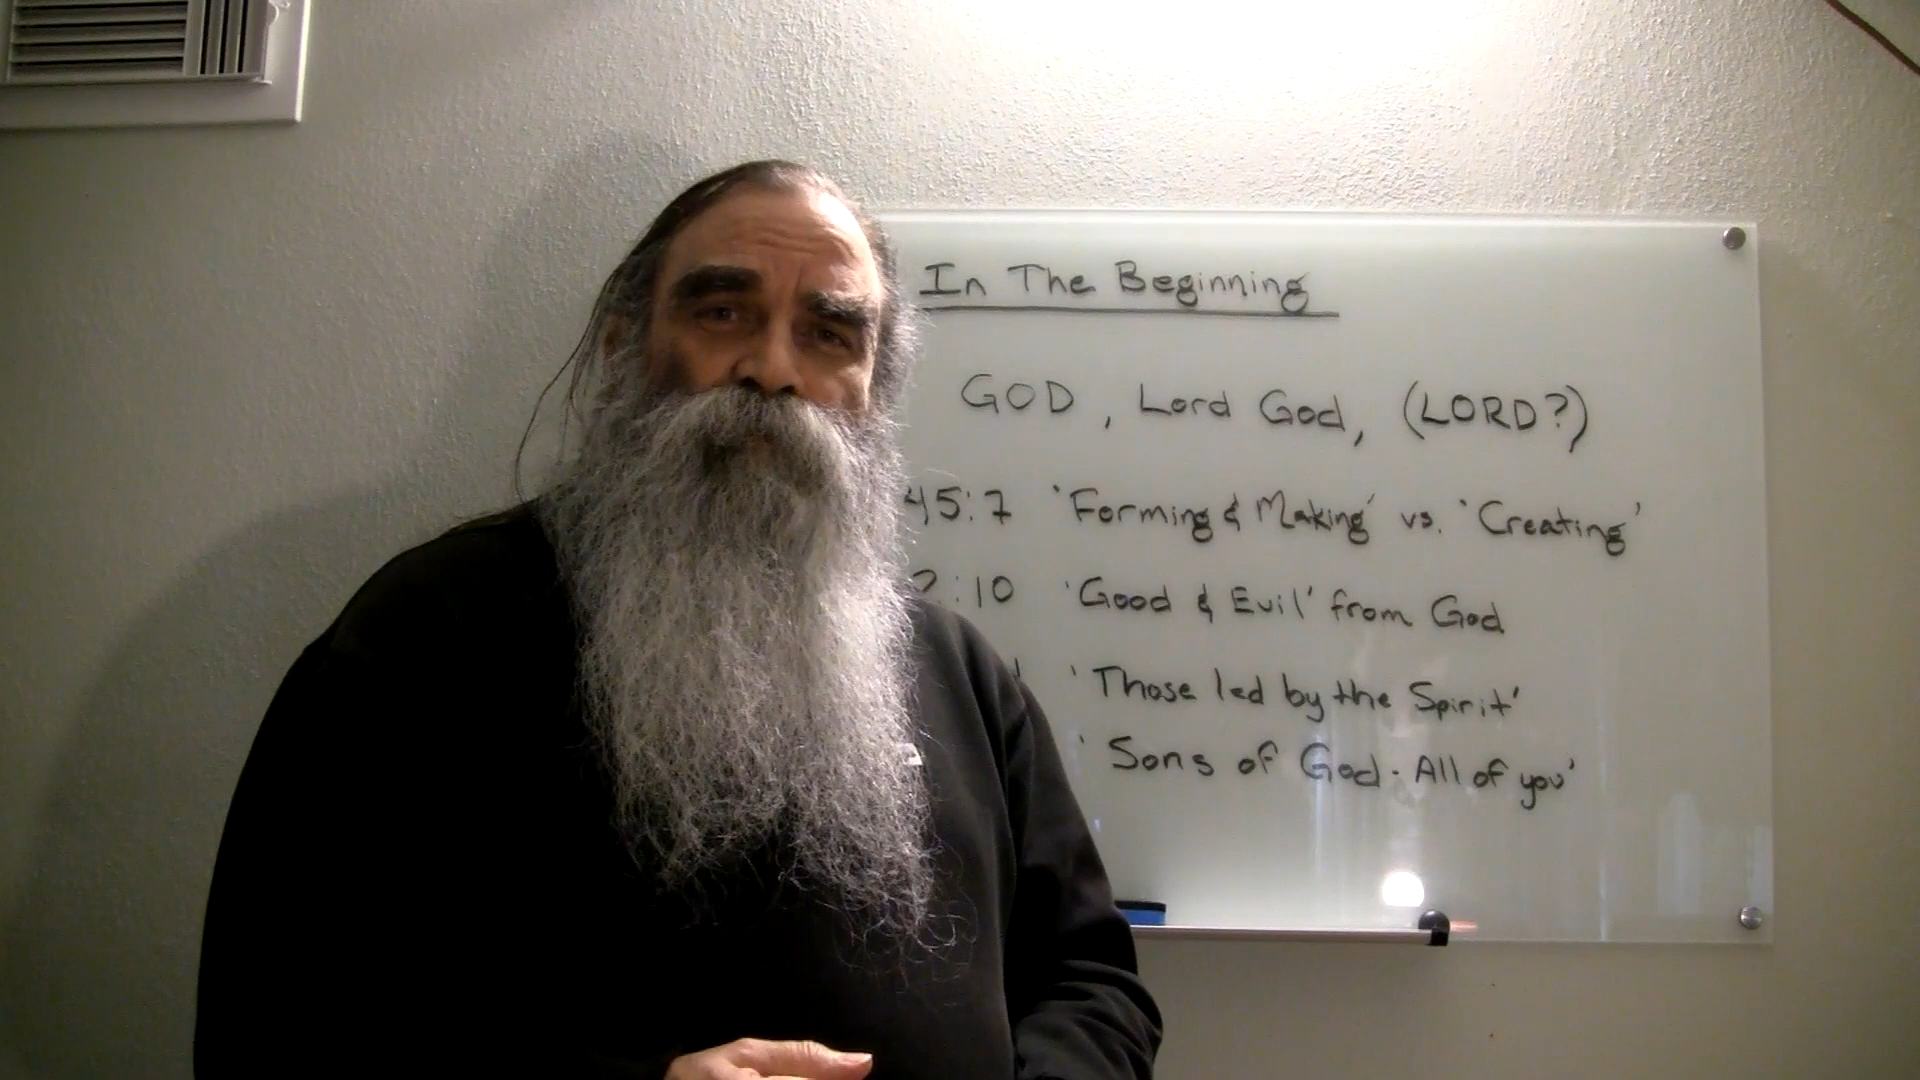 In The Beginning
GOD, Lord God, (LORD?)
45:7 'Forming & Making' vs. 'Creating'
2:10 'Good & Evil' from God
'Those led by the Spirit'
'Sons of God - All of you'